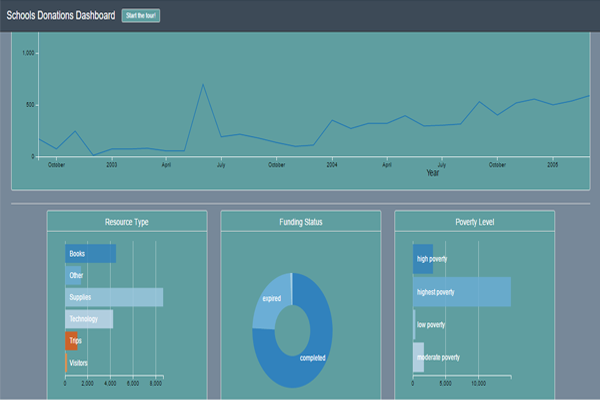 Schools Donations Dashboard
Start the tour!
1,000
500
0
October 2003 April July October 2004 April July October 2005
Year
Resource Type
Books
Other
Supplies
Technology
Trips
Visitors
0 2,000 4,000 6,000 8,000
Funding Status
expired
completed
Poverty Level
high poverty
highest poverty
low poverty
moderate poverty
0 5,000 10,000